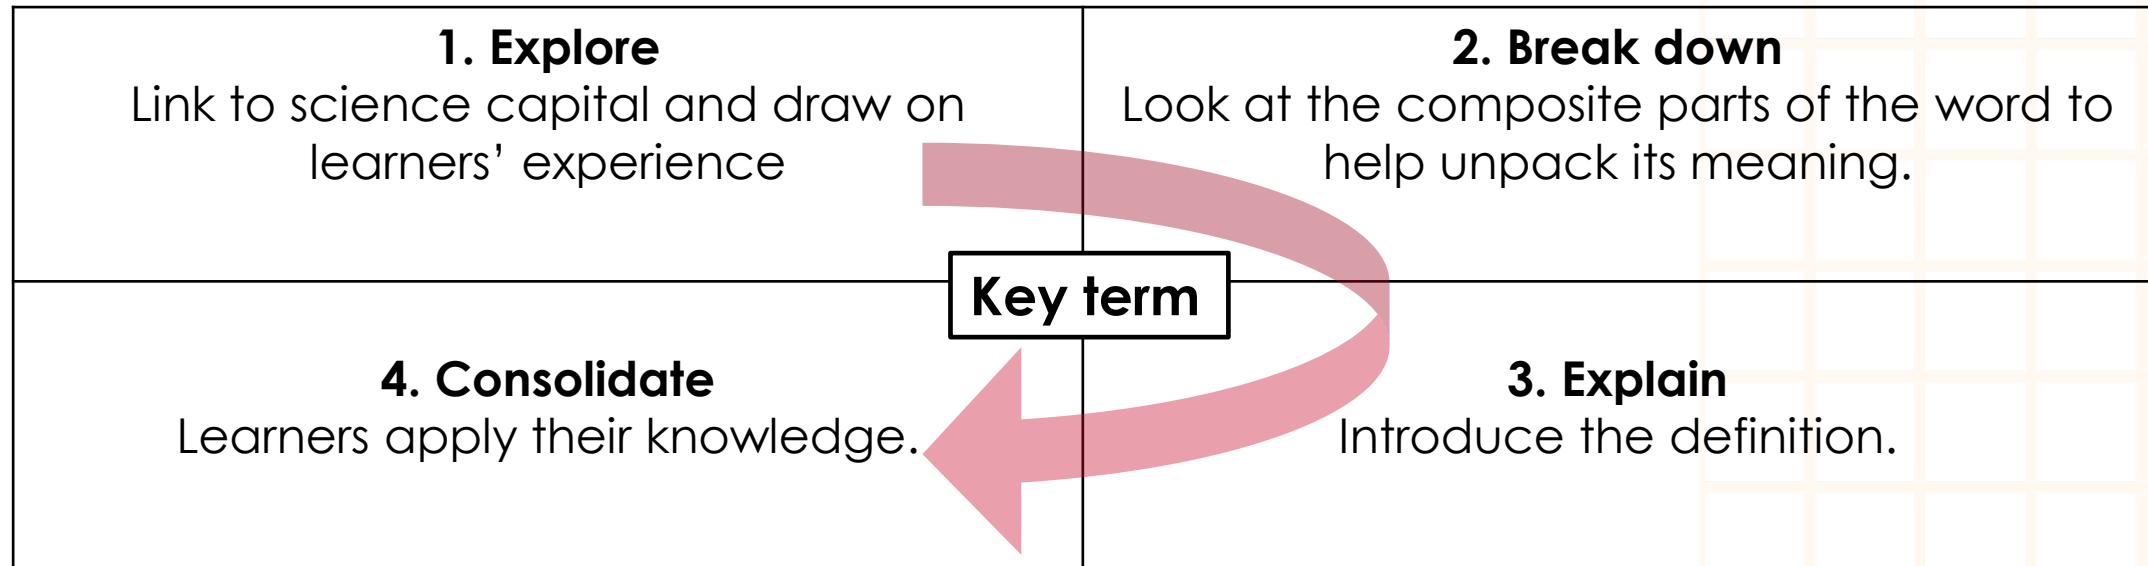 1. Explore
Link to science capital and draw on
learners’ experience
2. Break down
Look at the composite parts of the word to
help unpack its meaning.
Key term
4. Consolidate
Learners apply their knowledge.
3. Explain
Introduce the definition.